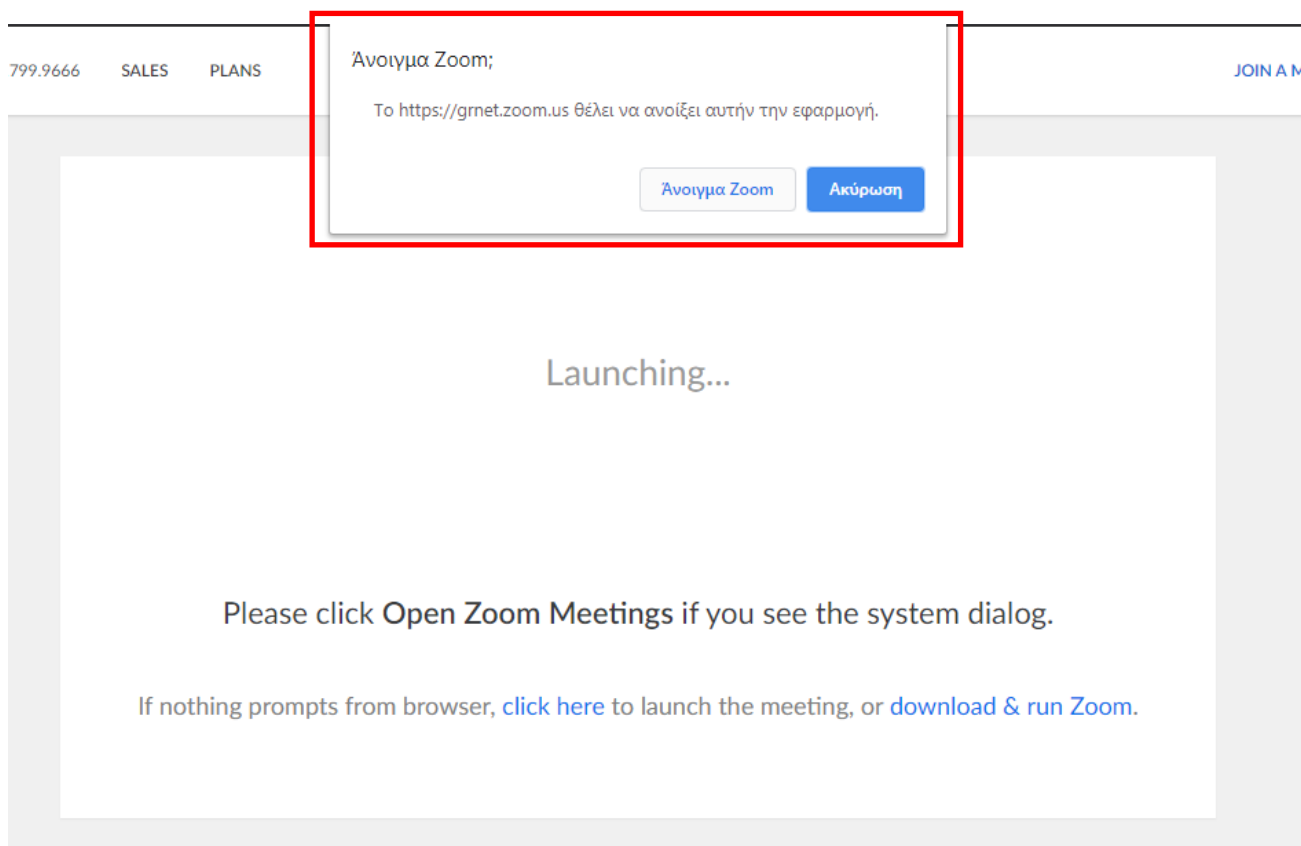 799.9666 SALES PLANS
JOIN A M
Άνοιγμα Zoom;
Το https://grnet.zoom.us θέλει να ανοίξει αυτήν την εφαρμογή.
Άνοιγμα Zoom Ακύρωση
Launching...
Please click Open Zoom Meetings if you see the system dialog.
If nothing prompts from browser, click here to launch the meeting, or download & run Zoom.